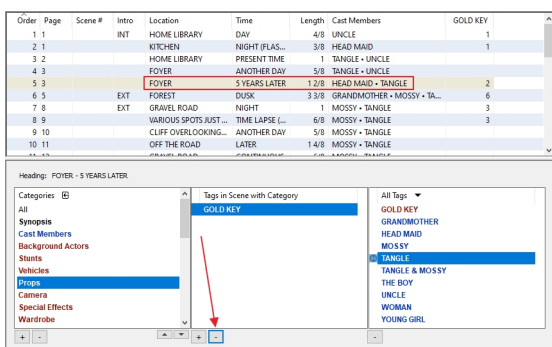 Order Page Scene # Intro Location Time Length Cast Members GOLD KEY
1 1 INT HOME LIBRARY DAY 4/8 UNCLE 1
2 1 KITCHEN NIGHT (FLAS... 3/8 HEAD MAID 1
3 2 HOME LIBRARY PRESENT TIME 1 TANGLE • UNCLE
4 3 FOYER ANOTHER DAY 5/8 TANGLE • UNCLE
5 3 FOYER 5 YEARS LATER 1 2/8 HEAD MAID • TANGLE 2
6 5 EXT FOREST DUSK 3 3/8 GRANDMOTHER • MOSSY • TA... 6
7 8 EXT GRAVEL ROAD NIGHT 1 MOSSY • TANGLE 3
8 9 VARIOUS SPOTS JUST ... TIME LAPSE (... 6/8 MOSSY • TANGLE 3
9 10 CLIFF OVERLOOKING... ANOTHER DAY 5/8 MOSSY • TANGLE
10 11 OFF THE ROAD LATER 1 4/8 MOSSY • TANGLE
Heading: FOYER - 5 YEARS LATER
Categories
All
Synopsis
Cast Members
Background Actors
Stunts
Vehicles
Props
Camera
Special Effects
Wardrobe
+ -
Tags in Scene with Category
GOLD KEY
+ -
All Tags
GOLD KEY
GRANDMOTHER
HEAD MAID
MOSSY
TANGLE
TANGLE & MOSSY
THE BOY
UNCLE
WOMAN
YOUNG GIRL
-